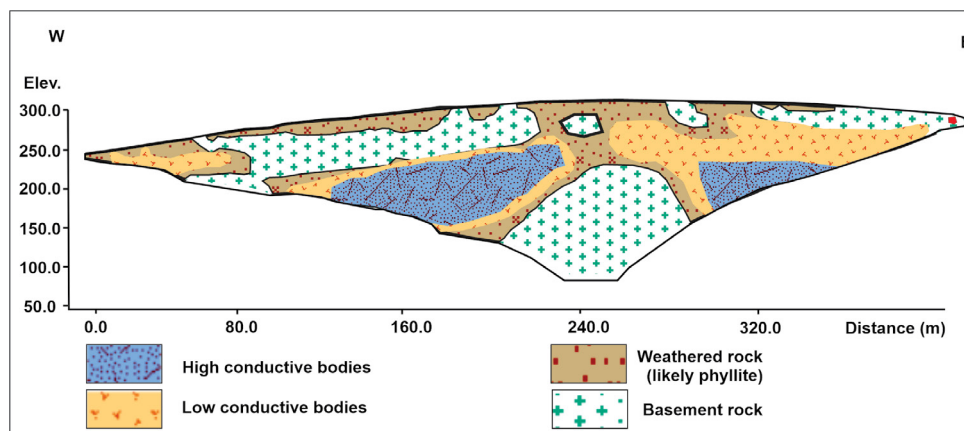 W
E
Elev.
300.0
250.0
200.0
150.0
100.0
50.0
0.0 80.0 160.0 240.0 320.0 Distance (m)
High conductive bodies
Weathered rock
(likely phyllite)
Low conductive bodies
Basement rock